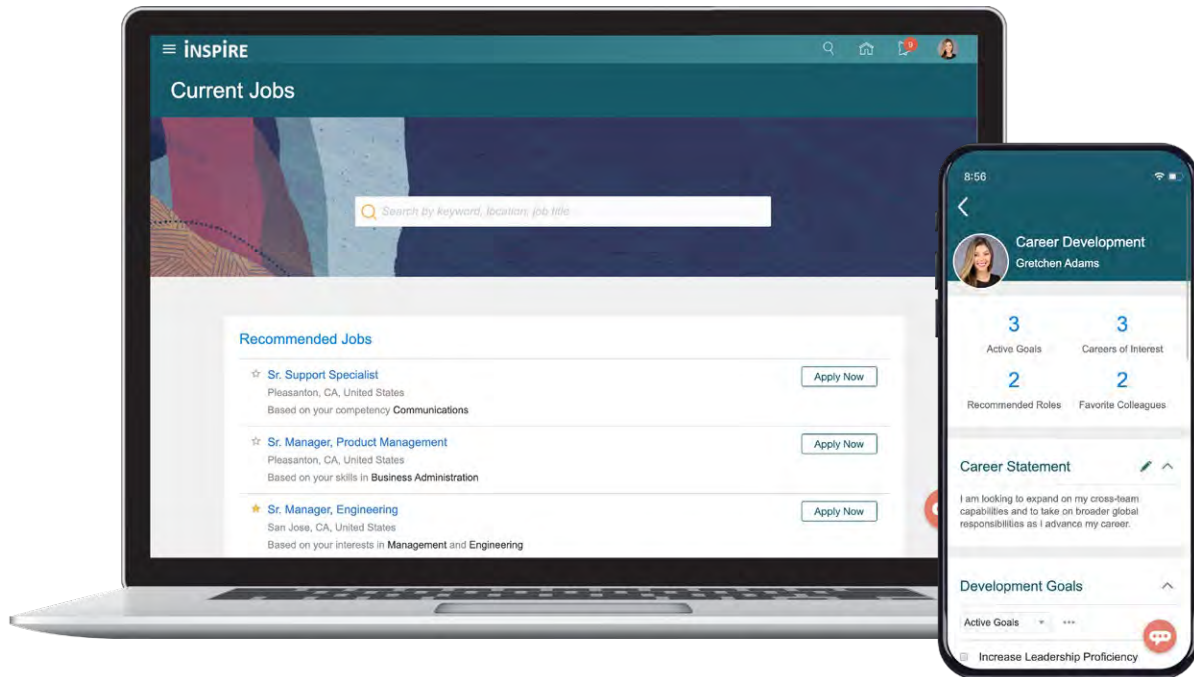 iNSPiRE
9
Current Jobs
Search by keyword, location, job title...
Recommended Jobs
Sr. Support Specialist
Apply Now
Pleasanton, CA, United States
Based on your competency Communications
Sr. Manager, Product Management
Apply Now
Pleasanton, CA, United States
Based on your skills in Business Administration
Sr. Manager, Engineering
Apply Now
San Jose, CA, United States
Based on your interests in Management and Engineering
8:56
Career Development
Gretchen Adams
3
3
Active Goals
Careers of Interest
2
2
Recommended Roles
Favorite Colleagues
Career Statement
I am looking to expand on my cross-team
capabilities and to take on broader global
responsibilities as I advance my career.
Development Goals
Active Goals
Increase Leadership Proficiency